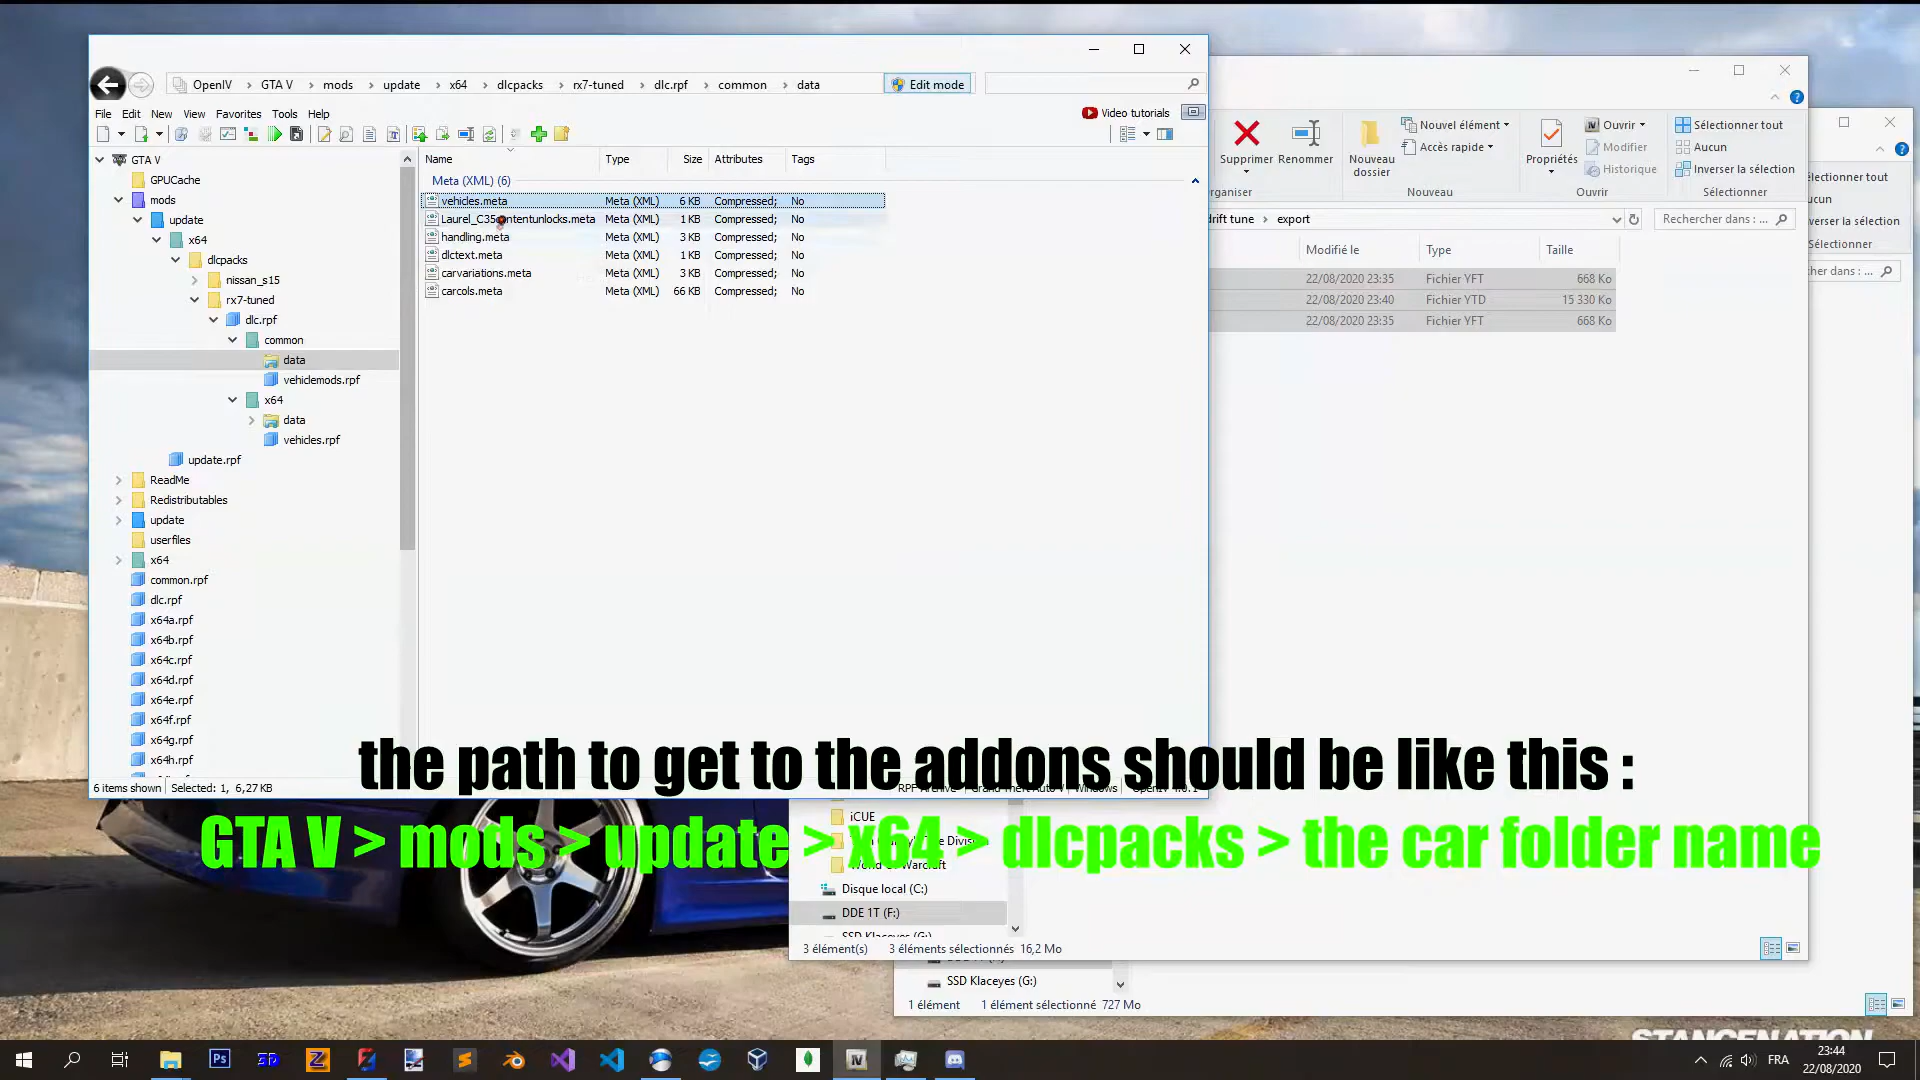 OpenIV > GTA V > mods > update > x64 > dlcpacks > rx7-tuned > dlc.rpf > common > data
Edit mode
File Edit New View Favorites Tools Help
Video tutorials
GTA V
GPUCache
mods
update
x64
dlcpacks
nissan_s15
rx7-tuned
dlc.rpf
common
data
vehiclemods.rpf
x64
data
vehicles.rpf
update.rpf
ReadMe
Redistributables
update
userfiles
x64
common.rpf
dlc.rpf
x64a.rpf
x64b.rpf
x64c.rpf
x64d.rpf
x64e.rpf
x64f.rpf
x64g.rpf
x64h.rpf
Name Type Size Attributes Tags
Meta (XML) (6)
vehicles.meta Meta (XML) 6 KB Compressed; No
Laurel_C35contentunlocks.meta Meta (XML) 1 KB Compressed; No
handling.meta Meta (XML) 3 KB Compressed; No
dlctext.meta Meta (XML) 1 KB Compressed; No
carvariations.meta Meta (XML) 3 KB Compressed; No
carcols.meta Meta (XML) 66 KB Compressed; No
6 items shown Selected: 1, 6,27 KB
Supprimer
Renommer
Nouveau dossier
Nouvel élément
Accès rapide
Nouveau
Propriétés
Ouvrir
Modifier
Historique
Ouvrir
Sélectionner tout
Aucun
Inverser la sélection
Sélectionner
drift tune > export
Rechercher dans : ...
Modifié le Type Taille
22/08/2020 23:35 Fichier YFT 668 Ko
22/08/2020 23:40 Fichier YTD 15 330 Ko
22/08/2020 23:35 Fichier YFT 668 Ko
the path to get to the addons should be like this :
GTA V > mods > update > x64 > dlcpacks > the car folder name
iCUE
Disque local (C:)
DDE 1T (F:)
3 élément(s) 3 éléments sélectionnés 16,2 Mo
SSD Klaceyes (G:)
1 élément 1 élément sélectionné 727 Mo
STANCENATION
FRA
23:44
22/08/2020